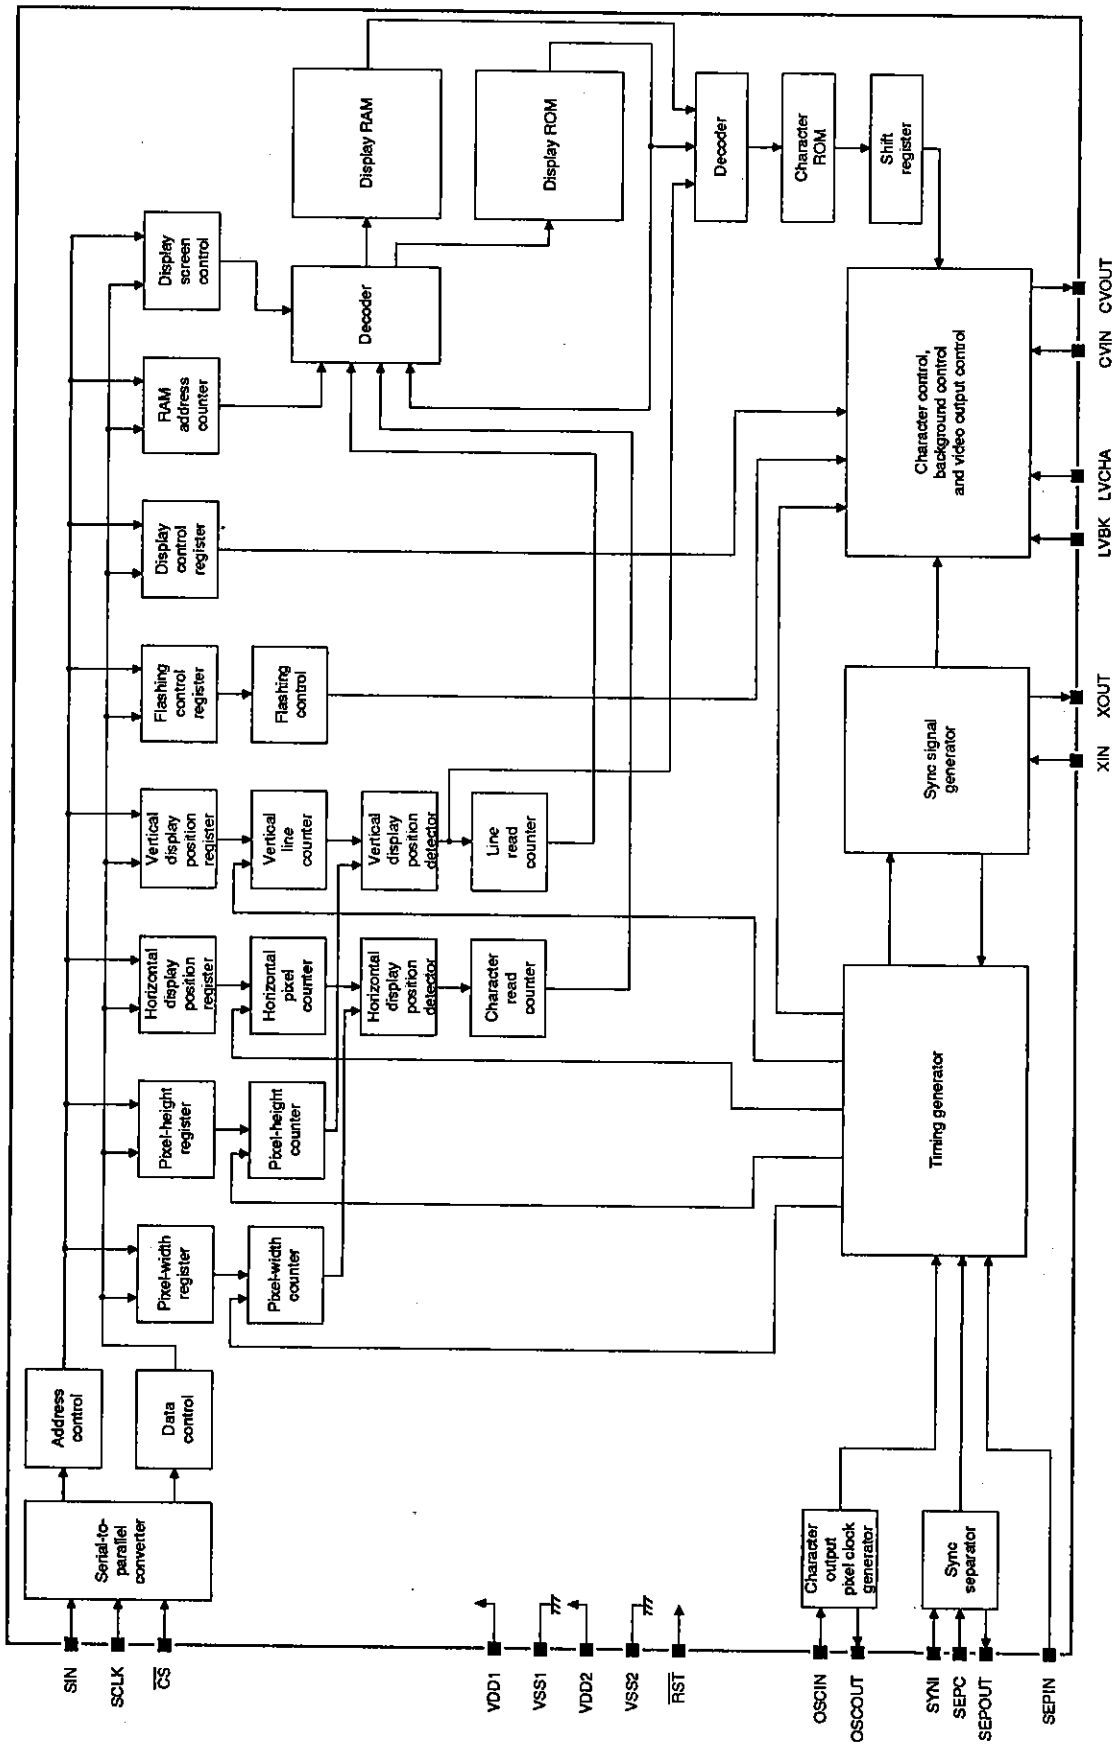 SIN
SCLK
CS
VDD1
VSS1
VDD2
VSS2
RST
OSCIN
OSCOUT
SYNI
SEPC
SEPOUT
SEPIN
Serial-to-
parallel
converter
Address
control
Data
control
Pixel-width
register
Pixel-height
register
Horizontal
display
position
register
Vertical
display
position
register
Flashing
control
register
Display
control
register
RAM
address
counter
Display
screen
control
Pixel-width
counter
Pixel-height
counter
Horizontal
pixel
counter
Vertical
line
counter
Flashing
control
Decoder
Display RAM
Horizontal
display
position
detector
Vertical
display
position
detector
Character
read
counter
Line
read
counter
Display ROM
Decoder
Character
ROM
Shift
register
Character
output
pixel clock
generator
Sync
separator
Timing generator
Sync signal
generator
Character control,
background control
and video output control
XIN
XOUT
LVBK
LVCHA
CVIN
CVOUT